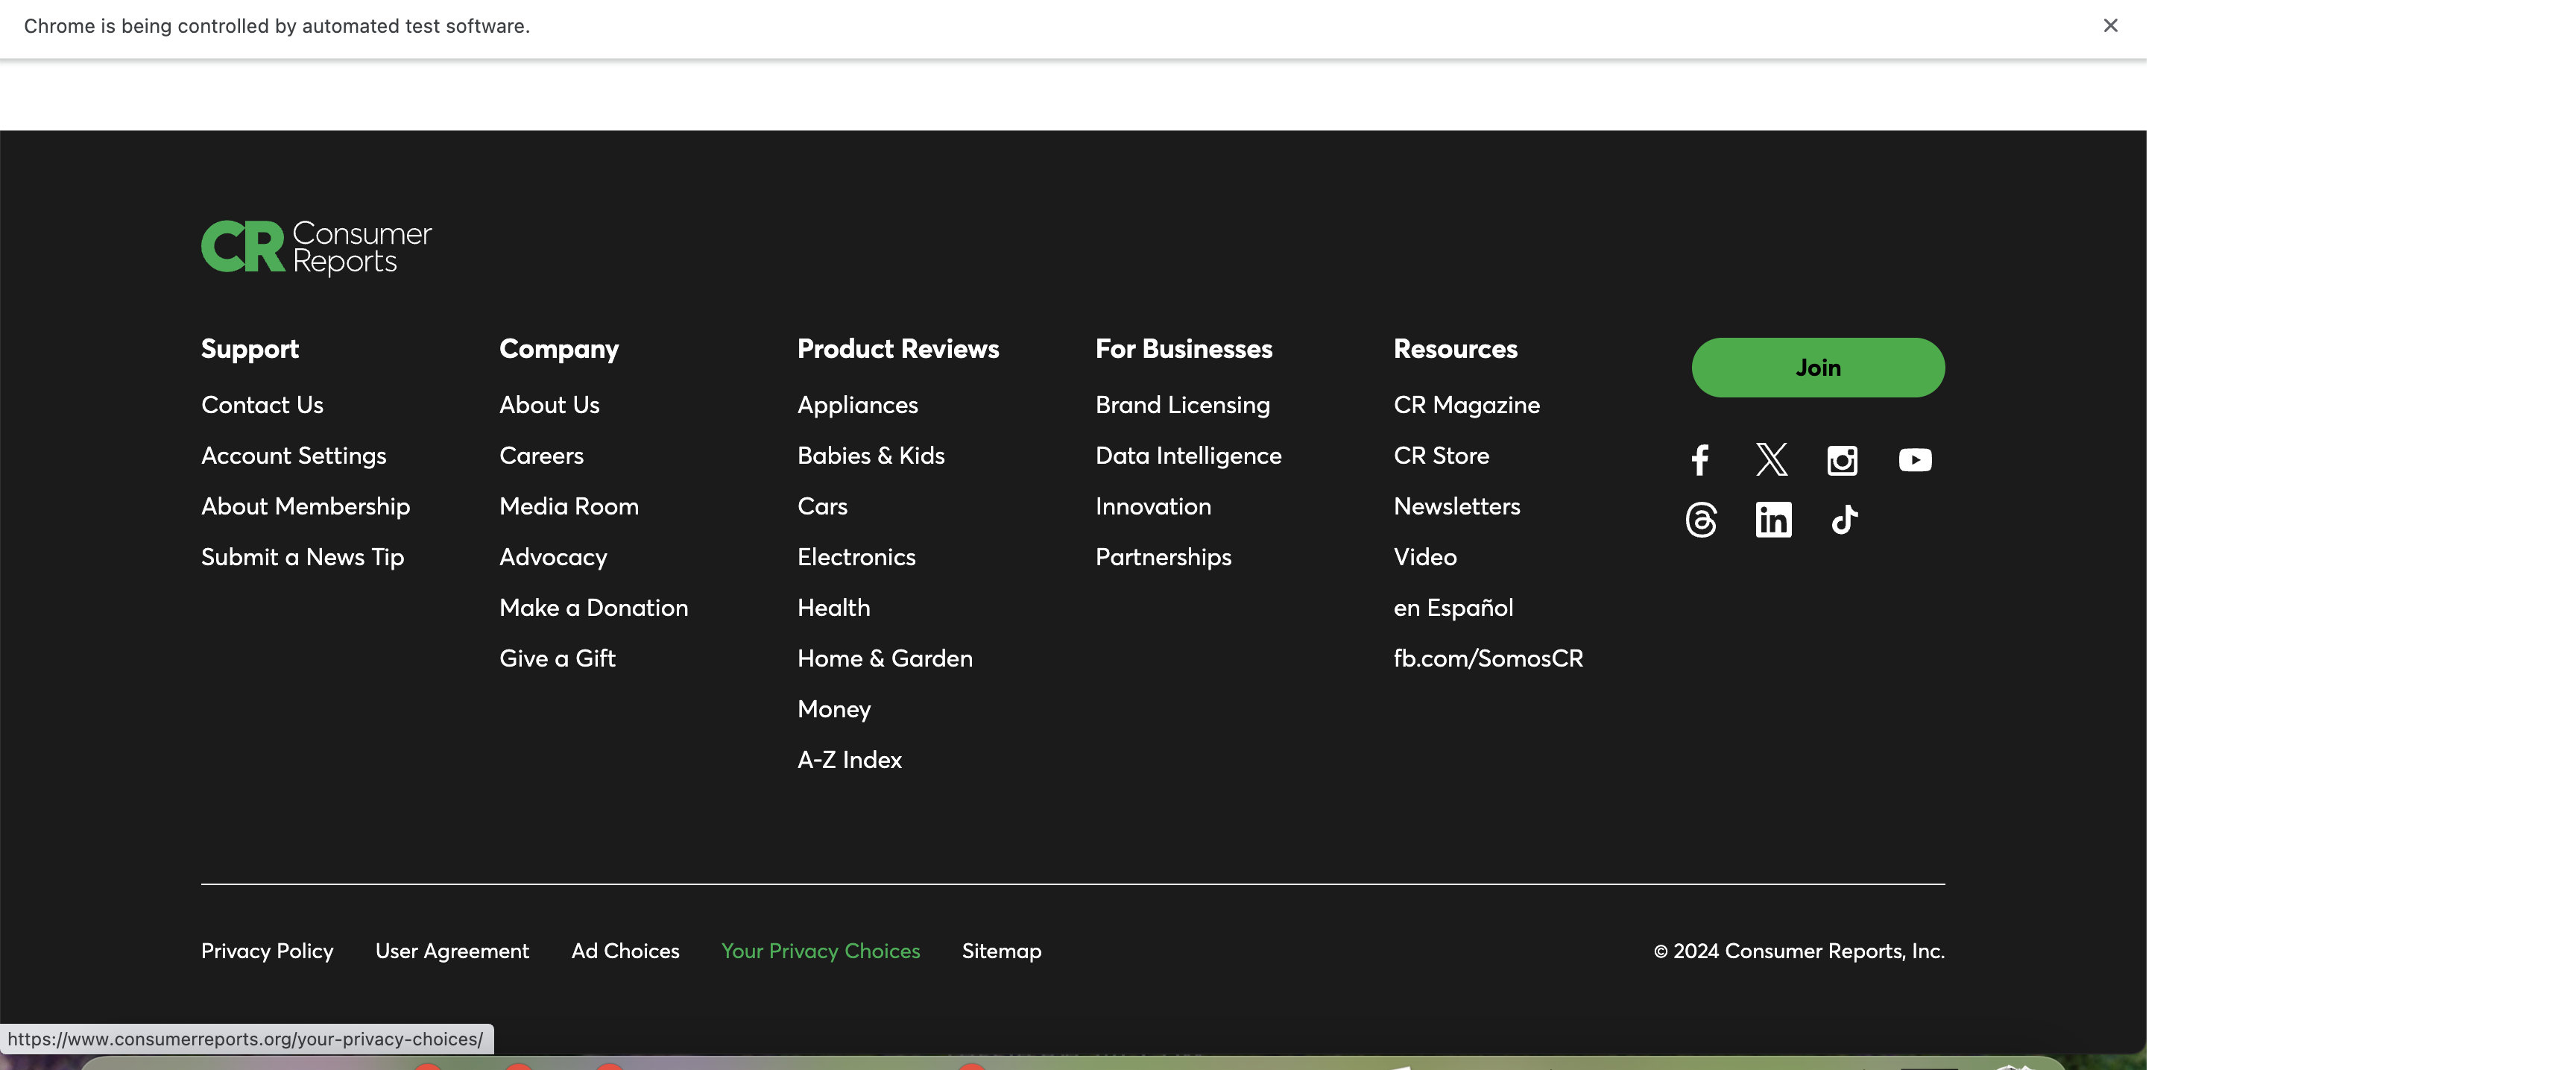 Chrome is being controlled by automated test software.
CR Consumer
Reports
Support
Contact Us
Account Settings
About Membership
Submit a News Tip
Company
About Us
Careers
Media Room
Advocacy
Make a Donation
Give a Gift
Product Reviews
Appliances
Babies & Kids
Cars
Electronics
Health
Home & Garden
Money
A-Z Index
For Businesses
Brand Licensing
Data Intelligence
Innovation
Partnerships
Resources
CR Magazine
CR Store
Newsletters
Video
en Español
fb.com/SomosCR
Join
Privacy Policy User Agreement Ad Choices Your Privacy Choices Sitemap © 2024 Consumer Reports, Inc.
https://www.consumerreports.org/your-privacy-choices/